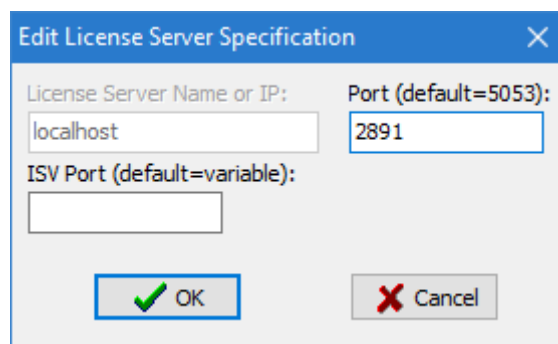 Edit License Server Specification
License Server Name or IP: Port (default=5053):
localhost 2891
ISV Port (default=variable):
OK Cancel